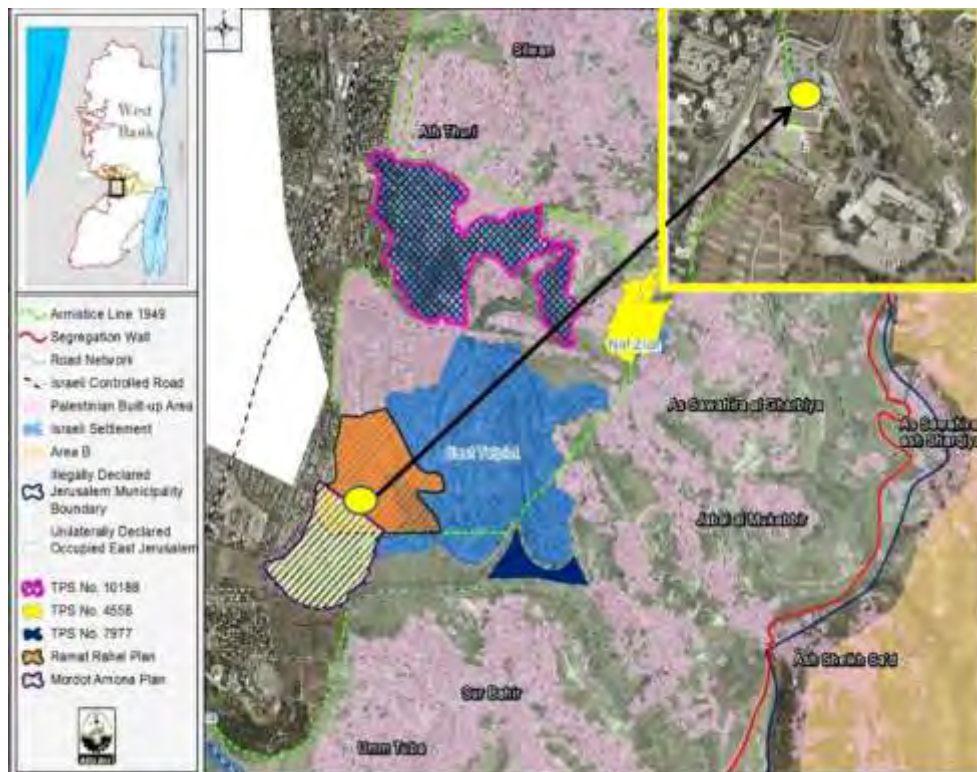 West
Bank
Armistice Line 1949
Segregation Wall
Road Network
Israeli Controlled Road
Palestinian Built-up Area
Israeli Settlement
Area B
Illegally Declared
Jerusalem Municipality
Boundary
Unilaterally Declared
Occupied East Jerusalem
TPS No. 10188
TPS No. 4558
TPS No. 7977
Ramat Rahel Plan
Mordot Arnona Plan
Silwan
Ath Thuri
Nof Zion
As Sawahira al Gharbiya
As Sawahira
ash Sharqiya
East Talpiot
Jabal al Mukabbir
Ash Sheikh Sa'd
Sur Bahir
Umm Tuba